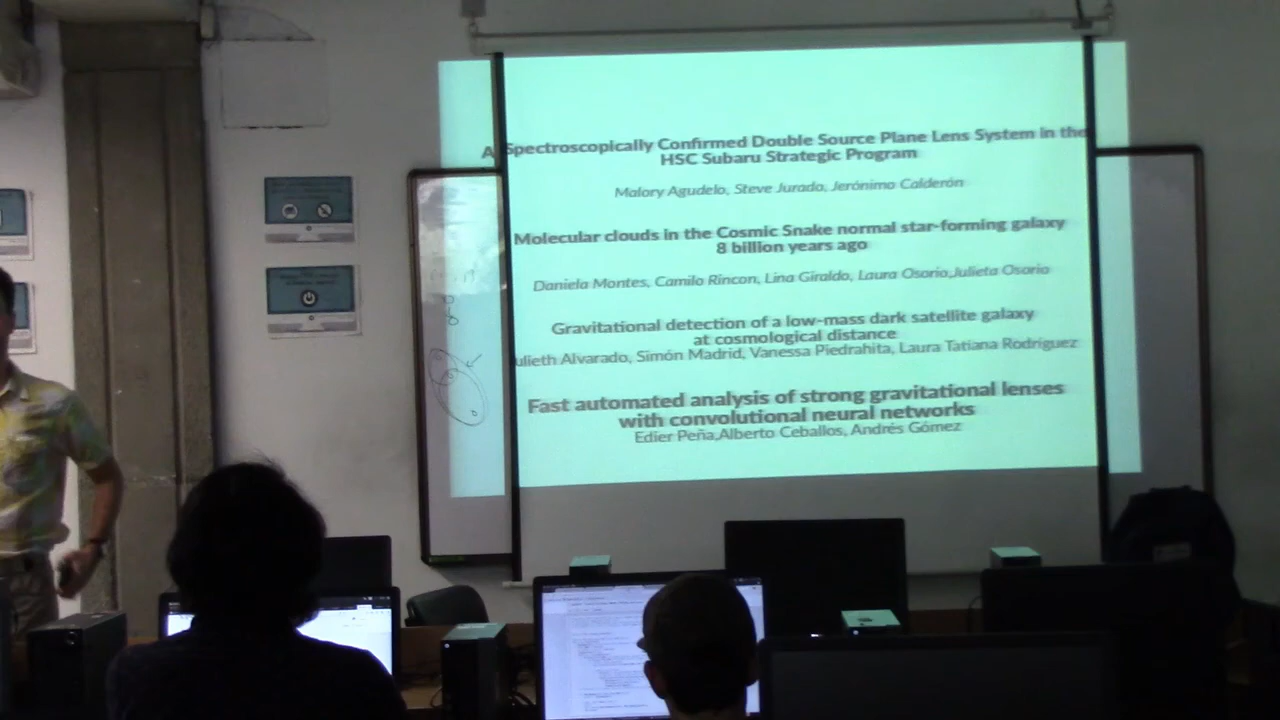 A Spectroscopically Confirmed Double Source Plane Lens System in the
HSC Subaru Strategic Program
Malory Agudelo, Steve Jurado, Jerónimo Calderón
Molecular clouds in the Cosmic Snake normal star-forming galaxy
8 billion years ago
Daniela Montes, Camilo Rincon, Lina Giraldo, Laura Osorio,Julieta Osorio
Gravitational detection of a low-mass dark satellite galaxy
at cosmological distance
ulieth Alvarado, Simón Madrid, Vanessa Piedrahita, Laura Tatiana Rodríguez
Fast automated analysis of strong gravitational lenses
with convolutional neural networks
Edier Peña,Alberto Ceballos, Andrés Gómez